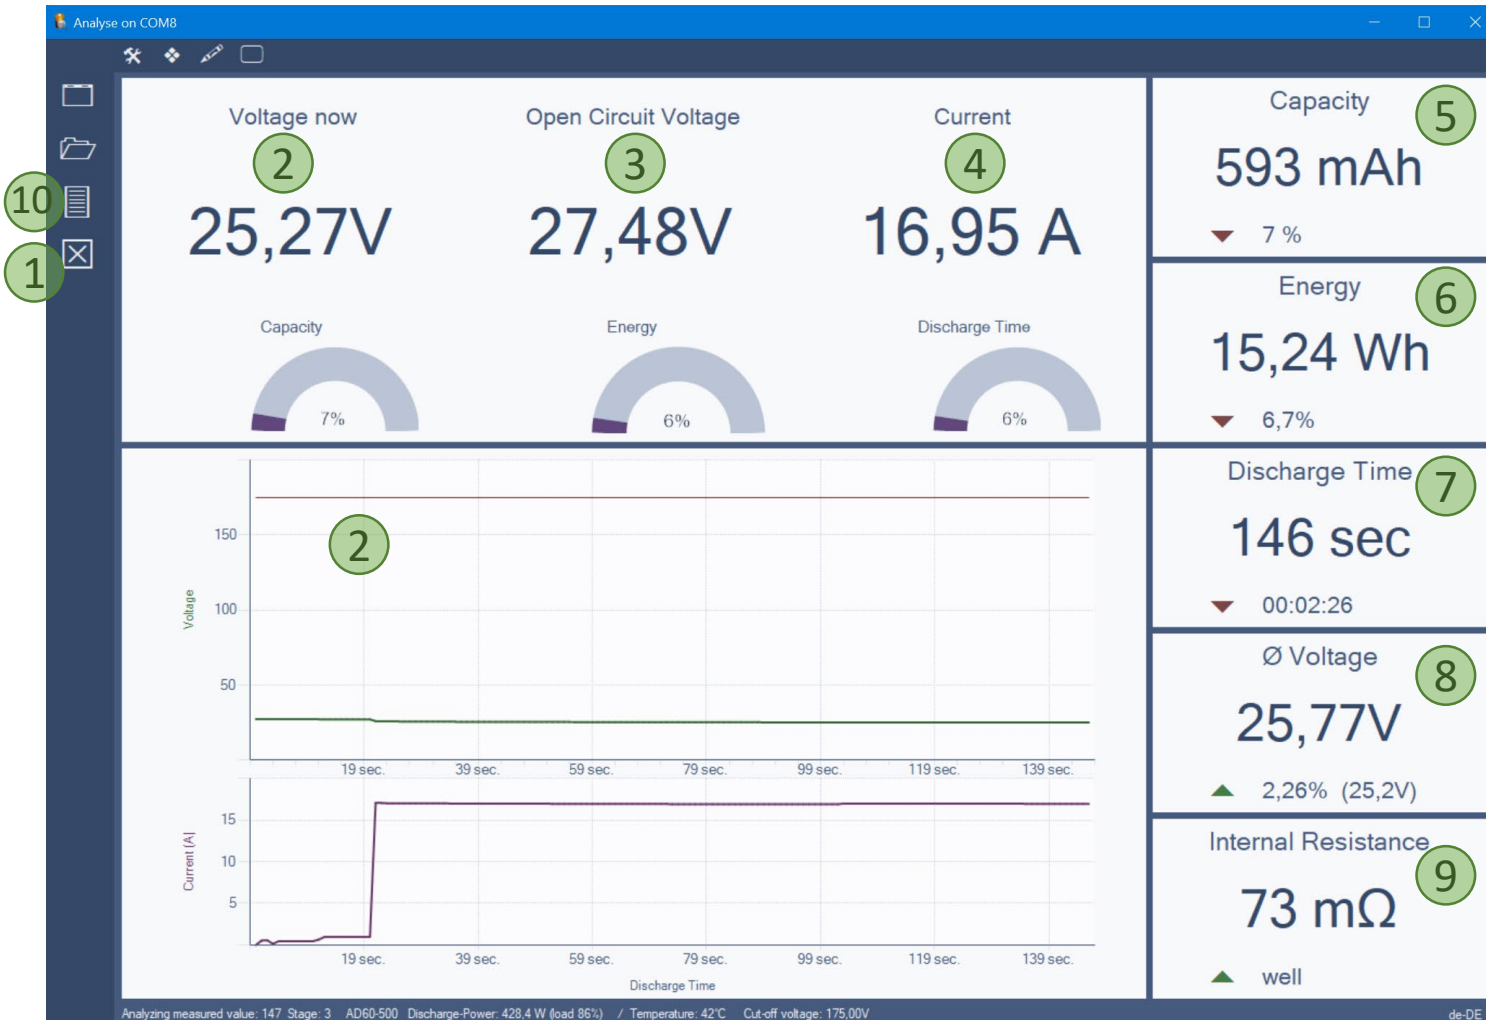 Analyse on COM8
Voltage now
Open Circuit Voltage
Current
2
3
4
25,27V
27,48V
16,95 A
Capacity
7%
Energy
6%
Discharge Time
6%
10
1
Capacity
5
593 mAh
7 %
Energy
6
15,24 Wh
6,7%
Discharge Time
7
146 sec
00:02:26
Ø Voltage
8
25,77V
2,26% (25,2V)
Internal Resistance
9
73 mΩ
well
2
Voltage
150
100
50
19 sec. 39 sec. 59 sec. 79 sec. 99 sec. 119 sec. 139 sec.
Current [A]
15
10
5
19 sec. 39 sec. 59 sec. 79 sec. 99 sec. 119 sec. 139 sec.
Discharge Time
Analyzing measured value: 147 Stage: 3 AD60-500 Discharge-Power: 428,4 W (load 86%) / Temperature: 42°C Cut-off voltage: 175,00V de-DE